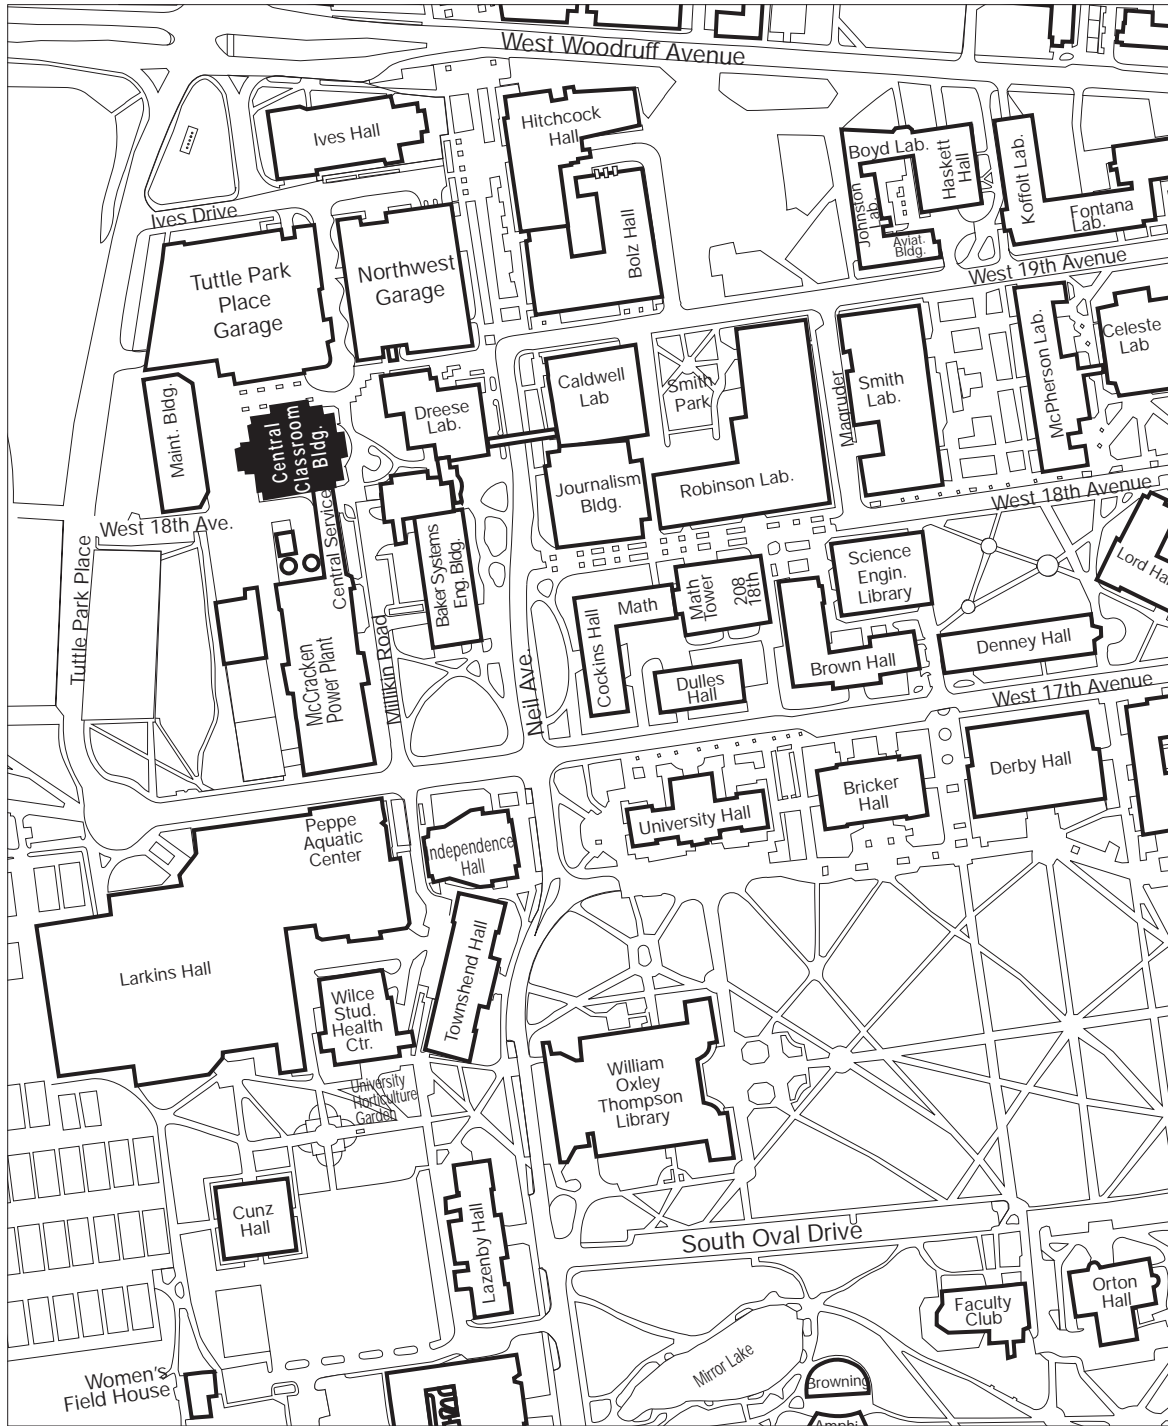 West Woodruff Avenue
Ives Hall
Hitchcock
Hall
Boyd Lab.
Haskett
Hall
Johnston
Lab.
Aviat.
Bldg.
Koffolt Lab.
Fontana
Lab.
Ives Drive
West 19th Avenue
Tuttle Park
Place
Garage
Northwest
Garage
Bolz Hall
Maint. Bldg.
Central
Classroom
Bldg.
Dreese
Lab.
Caldwell
Lab
Smith
Park
Magruder
Smith
Lab.
McPherson Lab.
Celeste
Lab
Journalism
Bldg.
Robinson Lab.
West 18th Avenue
West 18th Ave.
Central Service
Baker Systems
Eng. Bldg.
Science
Engin.
Library
Tuttle Park Place
McCracken
Power Plant
Millikin Road
Neil Ave.
Cockins Hall
Math
Math
Tower
208
18th
Dulles
Hall
Brown Hall
Denney Hall
West 17th Avenue
Peppe
Aquatic
Center
ndependence
Hall
University Hall
Bricker
Hall
Derby Hall
Larkins Hall
Wilce
Stud.
Health
Ctr.
Townshend Hall
University
Horticulture
Garden
William
Oxley
Thompson
Library
Cunz
Hall
Lazenby Hall
South Oval Drive
Faculty
Club
Orton
Hall
Women's
Field House
Mirror Lake
Browning